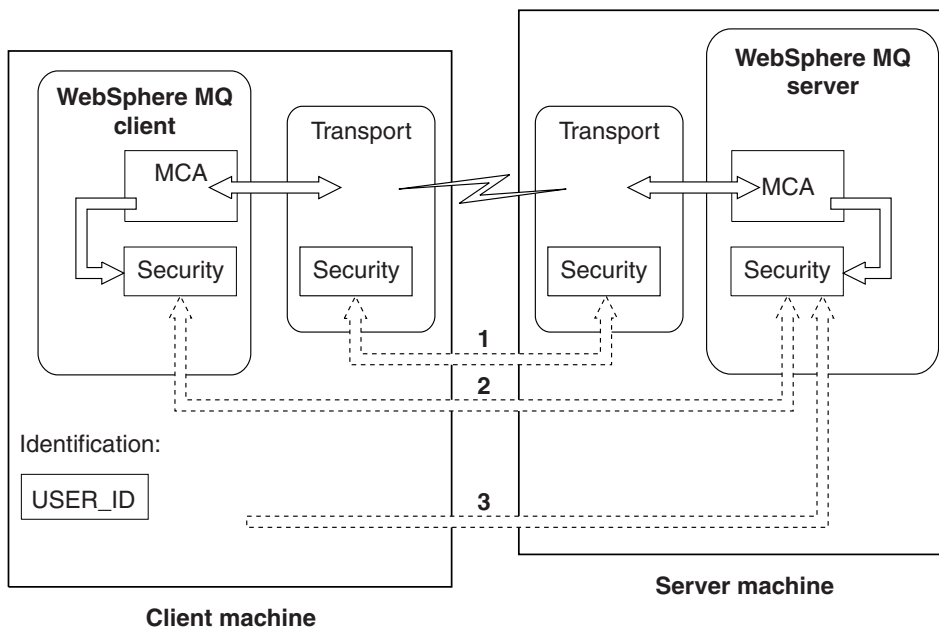 WebSphere MQ
client
MCA
Security
Transport
Security
Transport
Security
WebSphere MQ
server
MCA
Security
1
2
Identification:
USER_ID
3
Client machine
Server machine